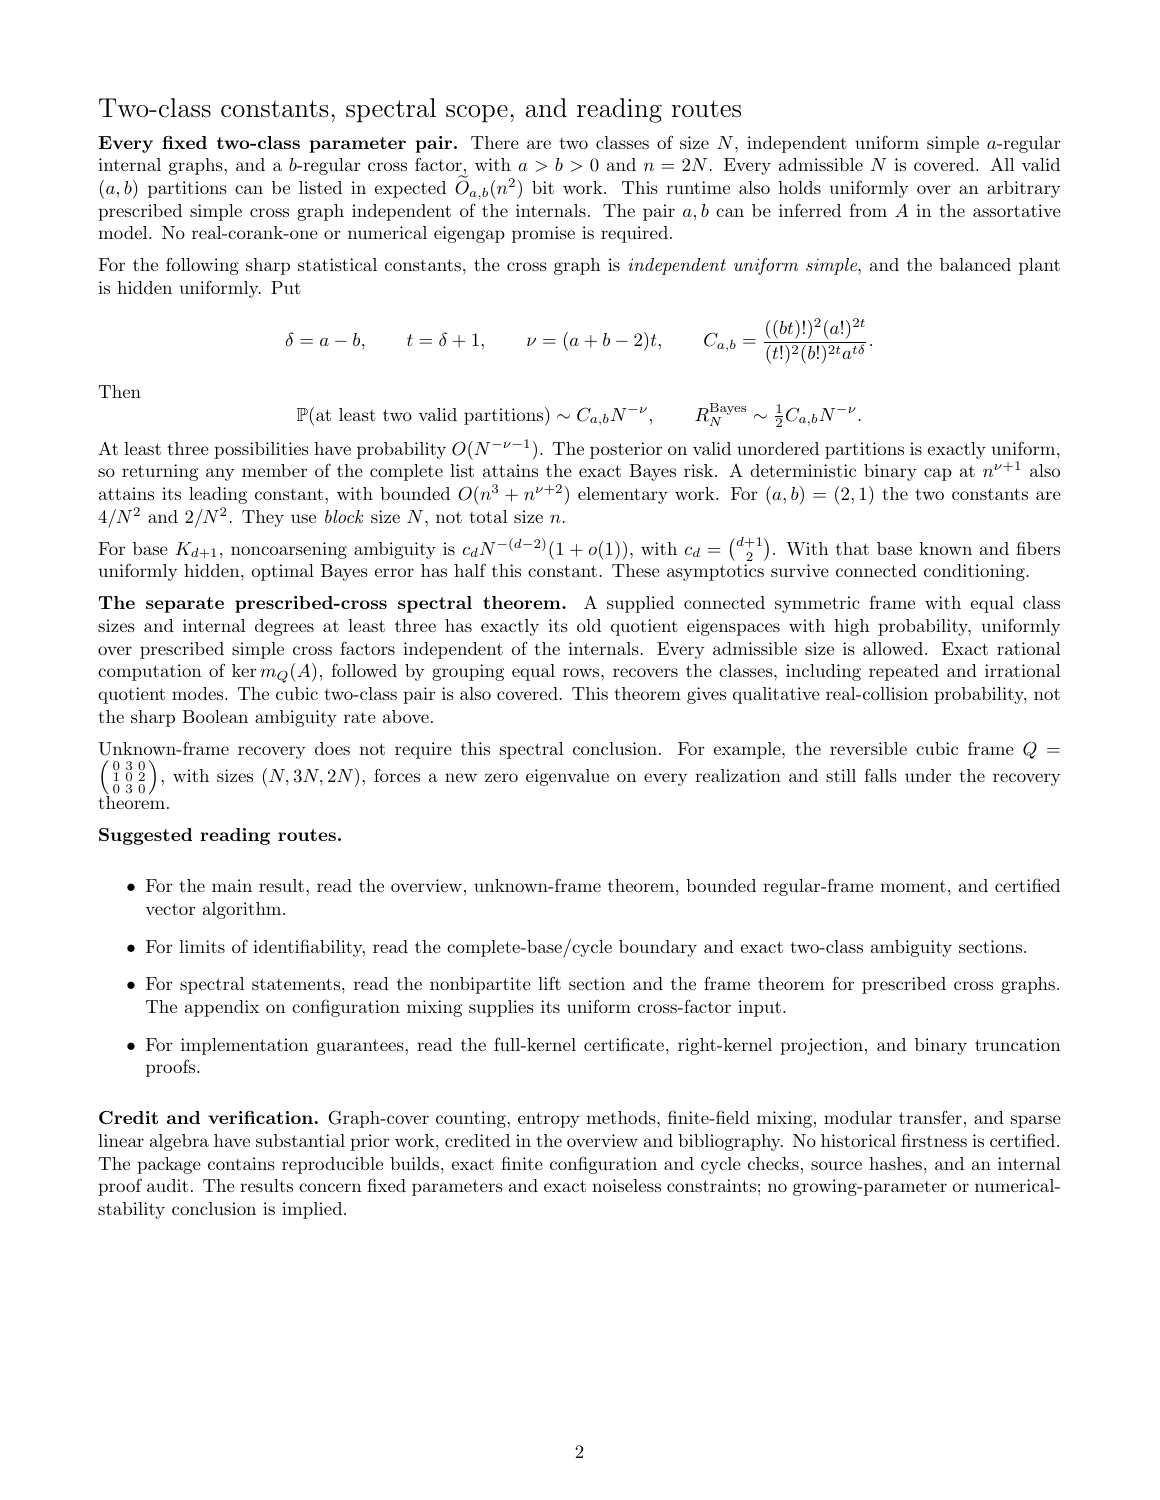 Two-class constants, spectral scope, and reading routes
Every fixed two-class parameter pair. There are two classes of size N, independent uniform simple a-regular
internal graphs, and a b-regular cross factor, with a > b > 0 and n = 2N. Every admissible N is covered. All valid
(a, b) partitions can be listed in expected Õ_{a,b}(n²) bit work. This runtime also holds uniformly over an arbitrary
prescribed simple cross graph independent of the internals. The pair a, b can be inferred from A in the assortative
model. No real-corank-one or numerical eigengap promise is required.
For the following sharp statistical constants, the cross graph is independent uniform simple, and the balanced plant
is hidden uniformly. Put
δ = a − b, t = δ + 1, ν = (a + b − 2)t, C_{a,b} = ((bt)!)²(a!)^{2t} / (t!)²(b!)^{2t}a^{tδ}.
Then
ℙ(at least two valid partitions) ∼ C_{a,b}N^{−ν}, R_N^{Bayes} ∼ ½C_{a,b}N^{−ν}.
At least three possibilities have probability O(N^{−ν−1}). The posterior on valid unordered partitions is exactly uniform,
so returning any member of the complete list attains the exact Bayes risk. A deterministic binary cap at n^{ν+1} also
attains its leading constant, with bounded O(n³ + n^{ν+2}) elementary work. For (a, b) = (2, 1) the two constants are
4/N² and 2/N². They use block size N, not total size n.
For base K_{d+1}, noncoarsening ambiguity is c_d N^{−(d−2)}(1 + o(1)), with c_d = (d+1 2). With that base known and fibers
uniformly hidden, optimal Bayes error has half this constant. These asymptotics survive connected conditioning.
The separate prescribed-cross spectral theorem. A supplied connected symmetric frame with equal class
sizes and internal degrees at least three has exactly its old quotient eigenspaces with high probability, uniformly
over prescribed simple cross factors independent of the internals. Every admissible size is allowed. Exact rational
computation of ker m_Q(A), followed by grouping equal rows, recovers the classes, including repeated and irrational
quotient modes. The cubic two-class pair is also covered. This theorem gives qualitative real-collision probability, not
the sharp Boolean ambiguity rate above.
Unknown-frame recovery does not require this spectral conclusion. For example, the reversible cubic frame Q =
(0 3 0
1 0 2
0 3 0), with sizes (N, 3N, 2N), forces a new zero eigenvalue on every realization and still falls under the recovery
theorem.
Suggested reading routes.
• For the main result, read the overview, unknown-frame theorem, bounded regular-frame moment, and certified
vector algorithm.
• For limits of identifiability, read the complete-base/cycle boundary and exact two-class ambiguity sections.
• For spectral statements, read the nonbipartite lift section and the frame theorem for prescribed cross graphs.
The appendix on configuration mixing supplies its uniform cross-factor input.
• For implementation guarantees, read the full-kernel certificate, right-kernel projection, and binary truncation
proofs.
Credit and verification. Graph-cover counting, entropy methods, finite-field mixing, modular transfer, and sparse
linear algebra have substantial prior work, credited in the overview and bibliography. No historical firstness is certified.
The package contains reproducible builds, exact finite configuration and cycle checks, source hashes, and an internal
proof audit. The results concern fixed parameters and exact noiseless constraints; no growing-parameter or numerical-
stability conclusion is implied.
2